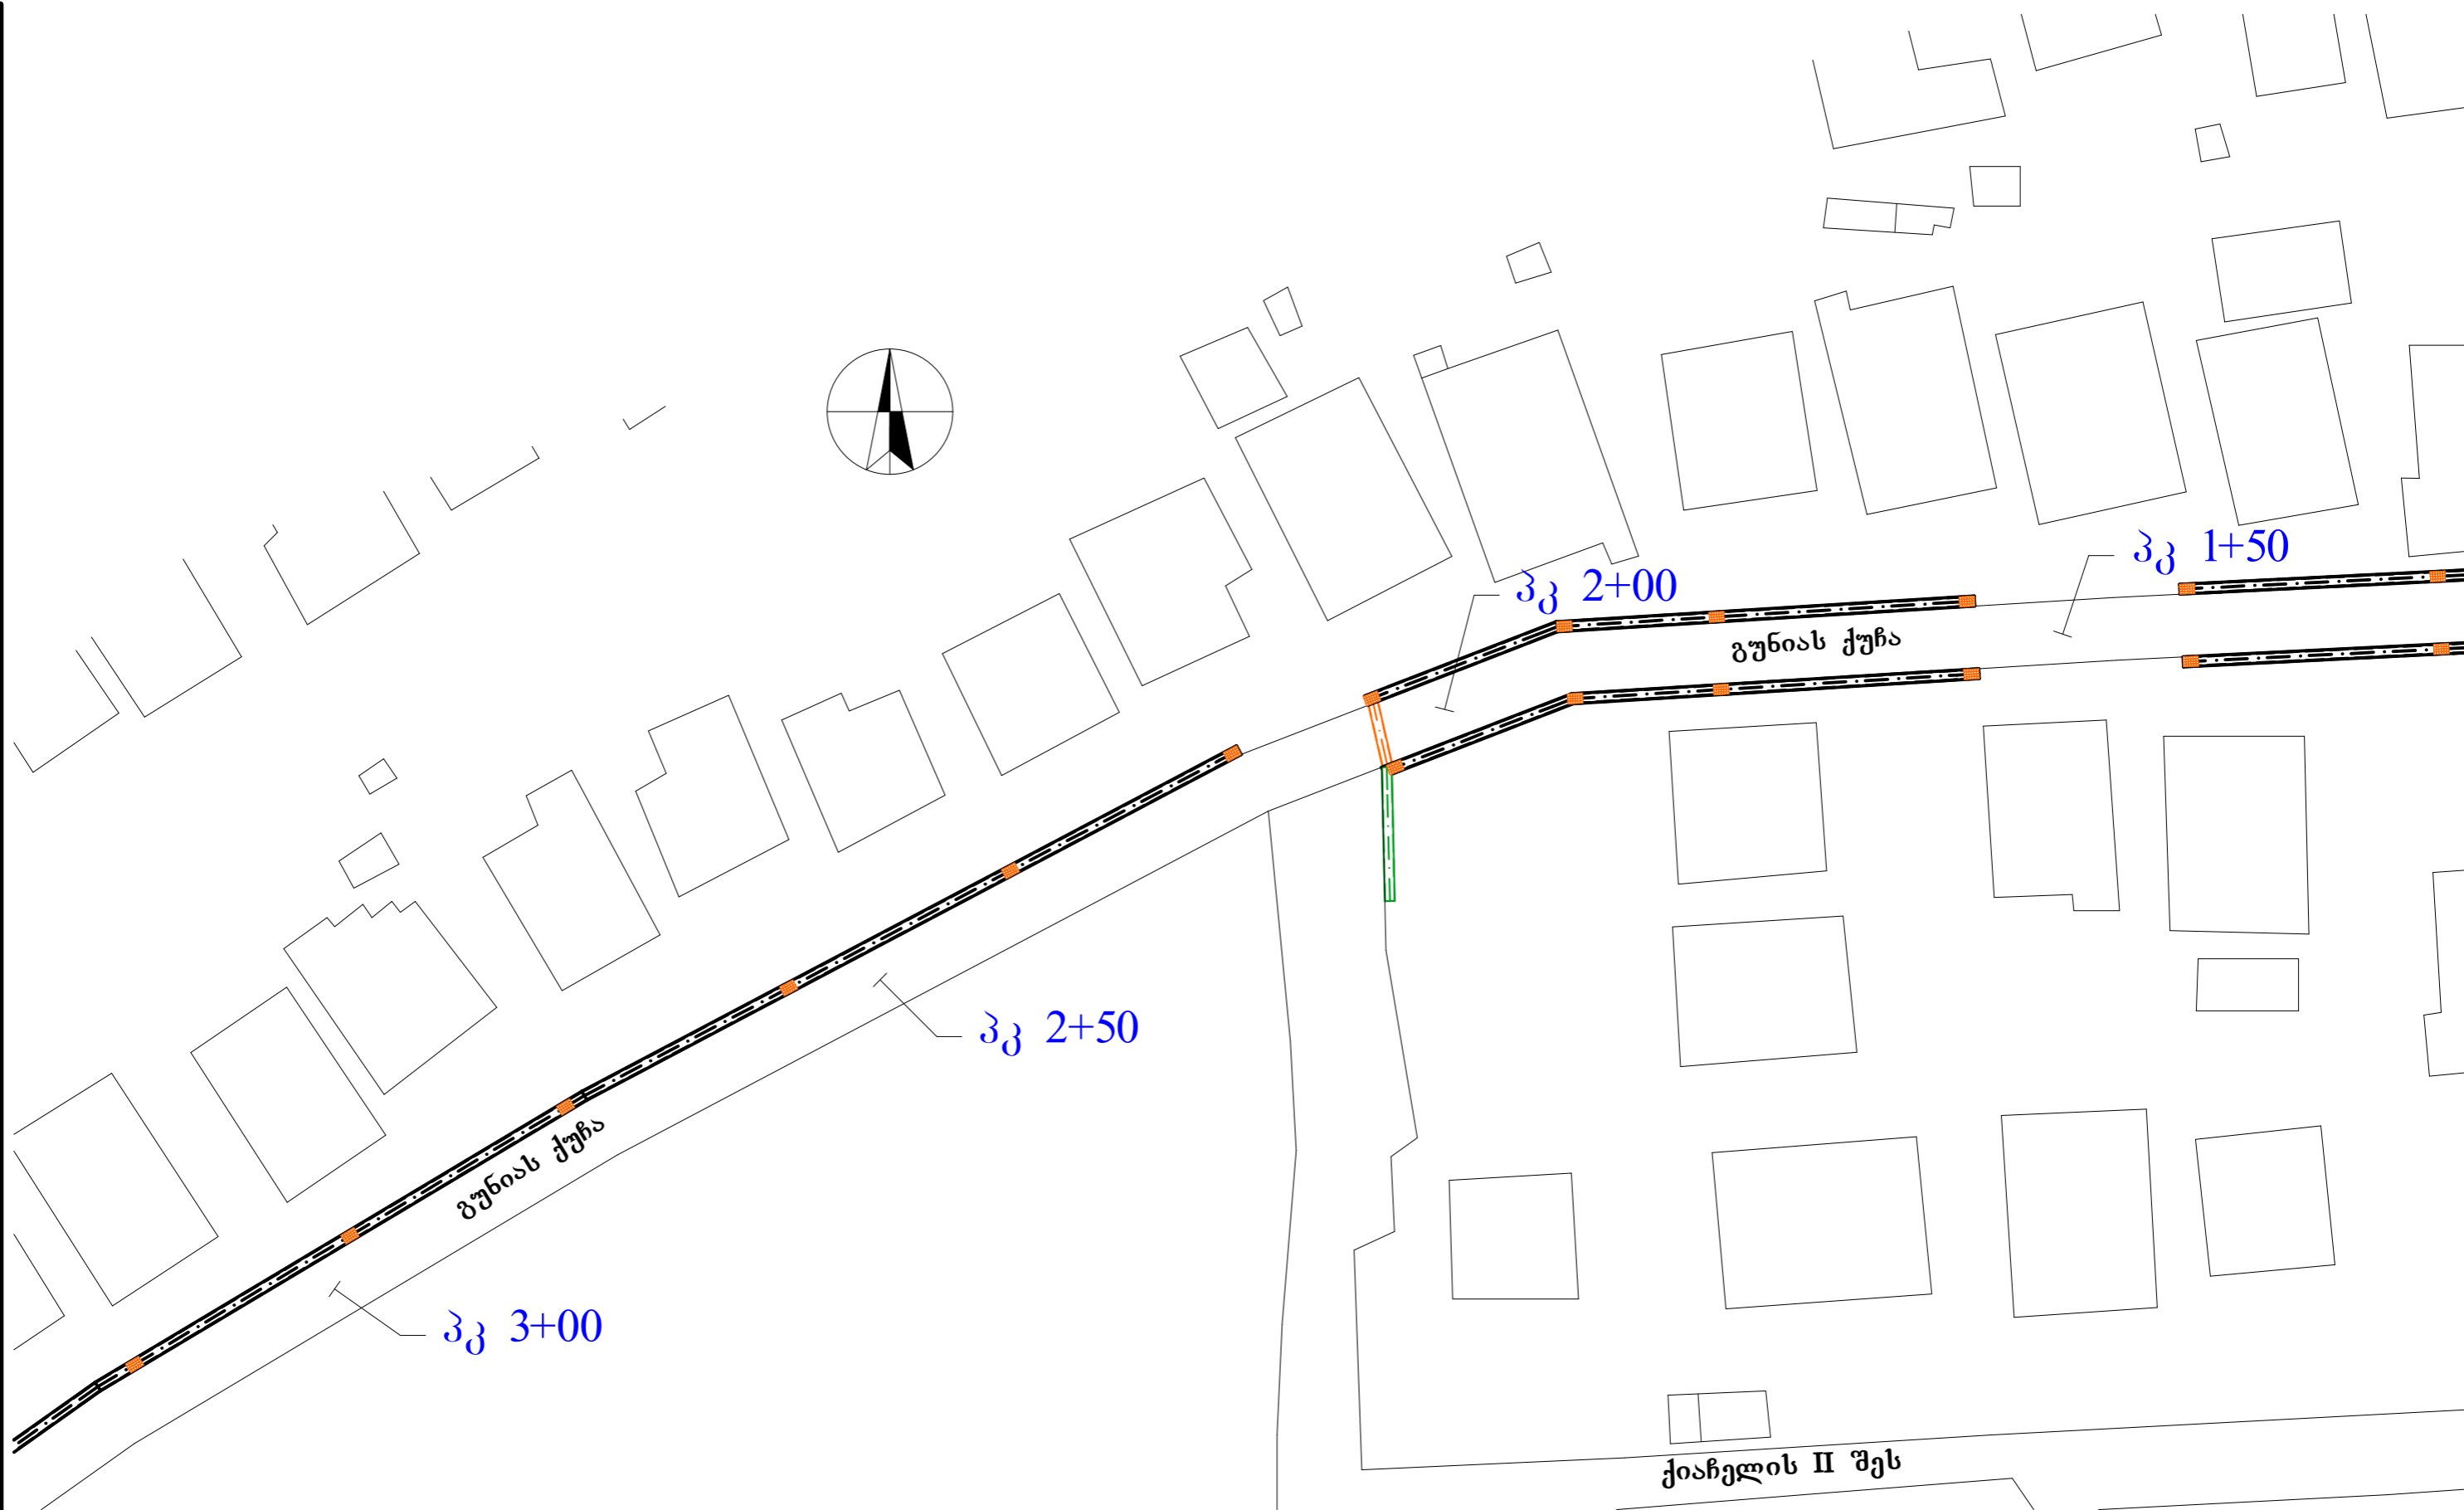 პკ 1+50
პკ 2+00
გუნიას ქუჩა
პკ 2+50
გუნიას ქუჩა
პკ 3+00
ქიაჩელის II შეს